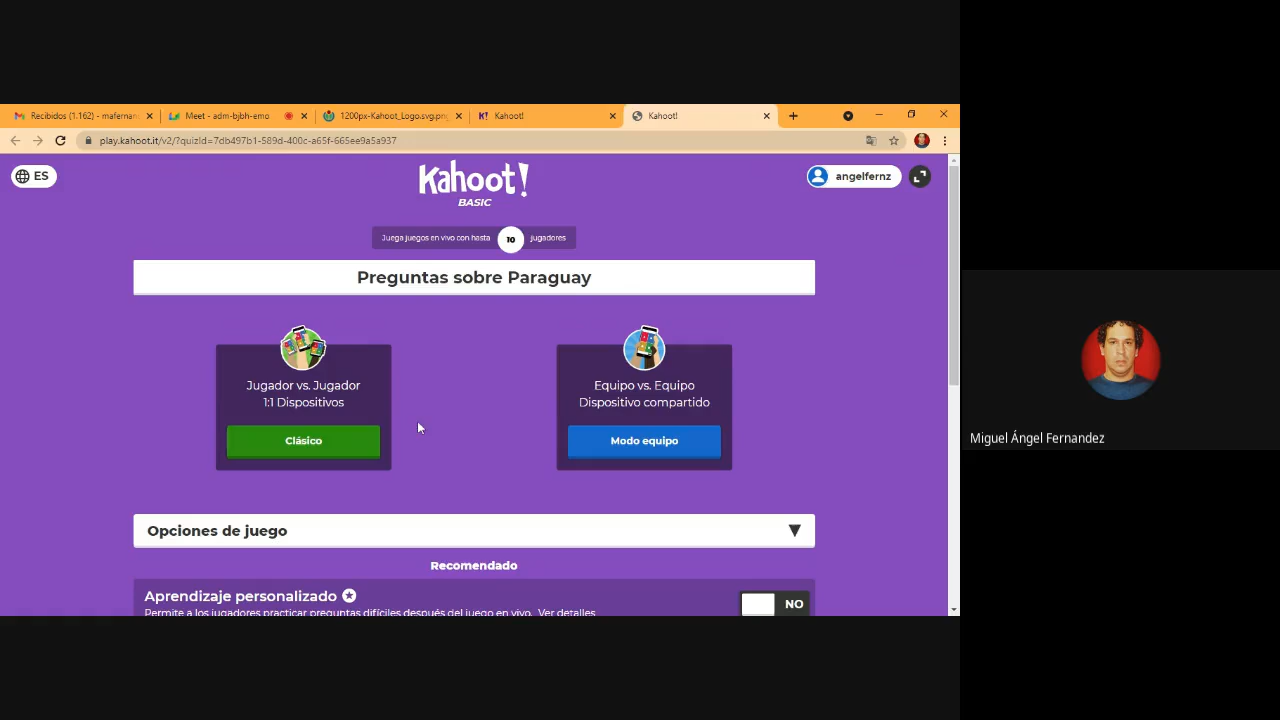 Recibidos (1.162) - mafernan
Meet - adm-bjbh-emo
1200px-Kahoot_Logo.svg.pn
Kahoot!
Kahoot!
play.kahoot.it/v2/?quizId=7db497b1-589d-400c-a65f-665ee9a5a937
ES
Kahoot!
BASIC
angelfernz
Juega juegos en vivo con hasta 10 jugadores
Preguntas sobre Paraguay
Jugador vs. Jugador
1:1 Dispositivos
Clásico
Equipo vs. Equipo
Dispositivo compartido
Modo equipo
Opciones de juego
Recomendado
Aprendizaje personalizado
Permite a los jugadores practicar preguntas difíciles después del juego en vivo. Ver detalles
NO
Miguel Ángel Fernandez